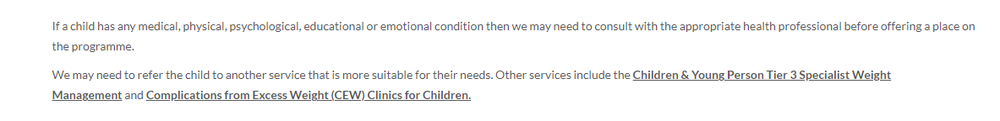 If a child has any medical, physical, psychological, educational or emotional condition then we may need to consult with the appropriate health professional before offering a place on
the programme.
We may need to refer the child to another service that is more suitable for their needs. Other services include the Children & Young Person Tier 3 Specialist Weight
Management and Complications from Excess Weight (CEW) Clinics for Children.